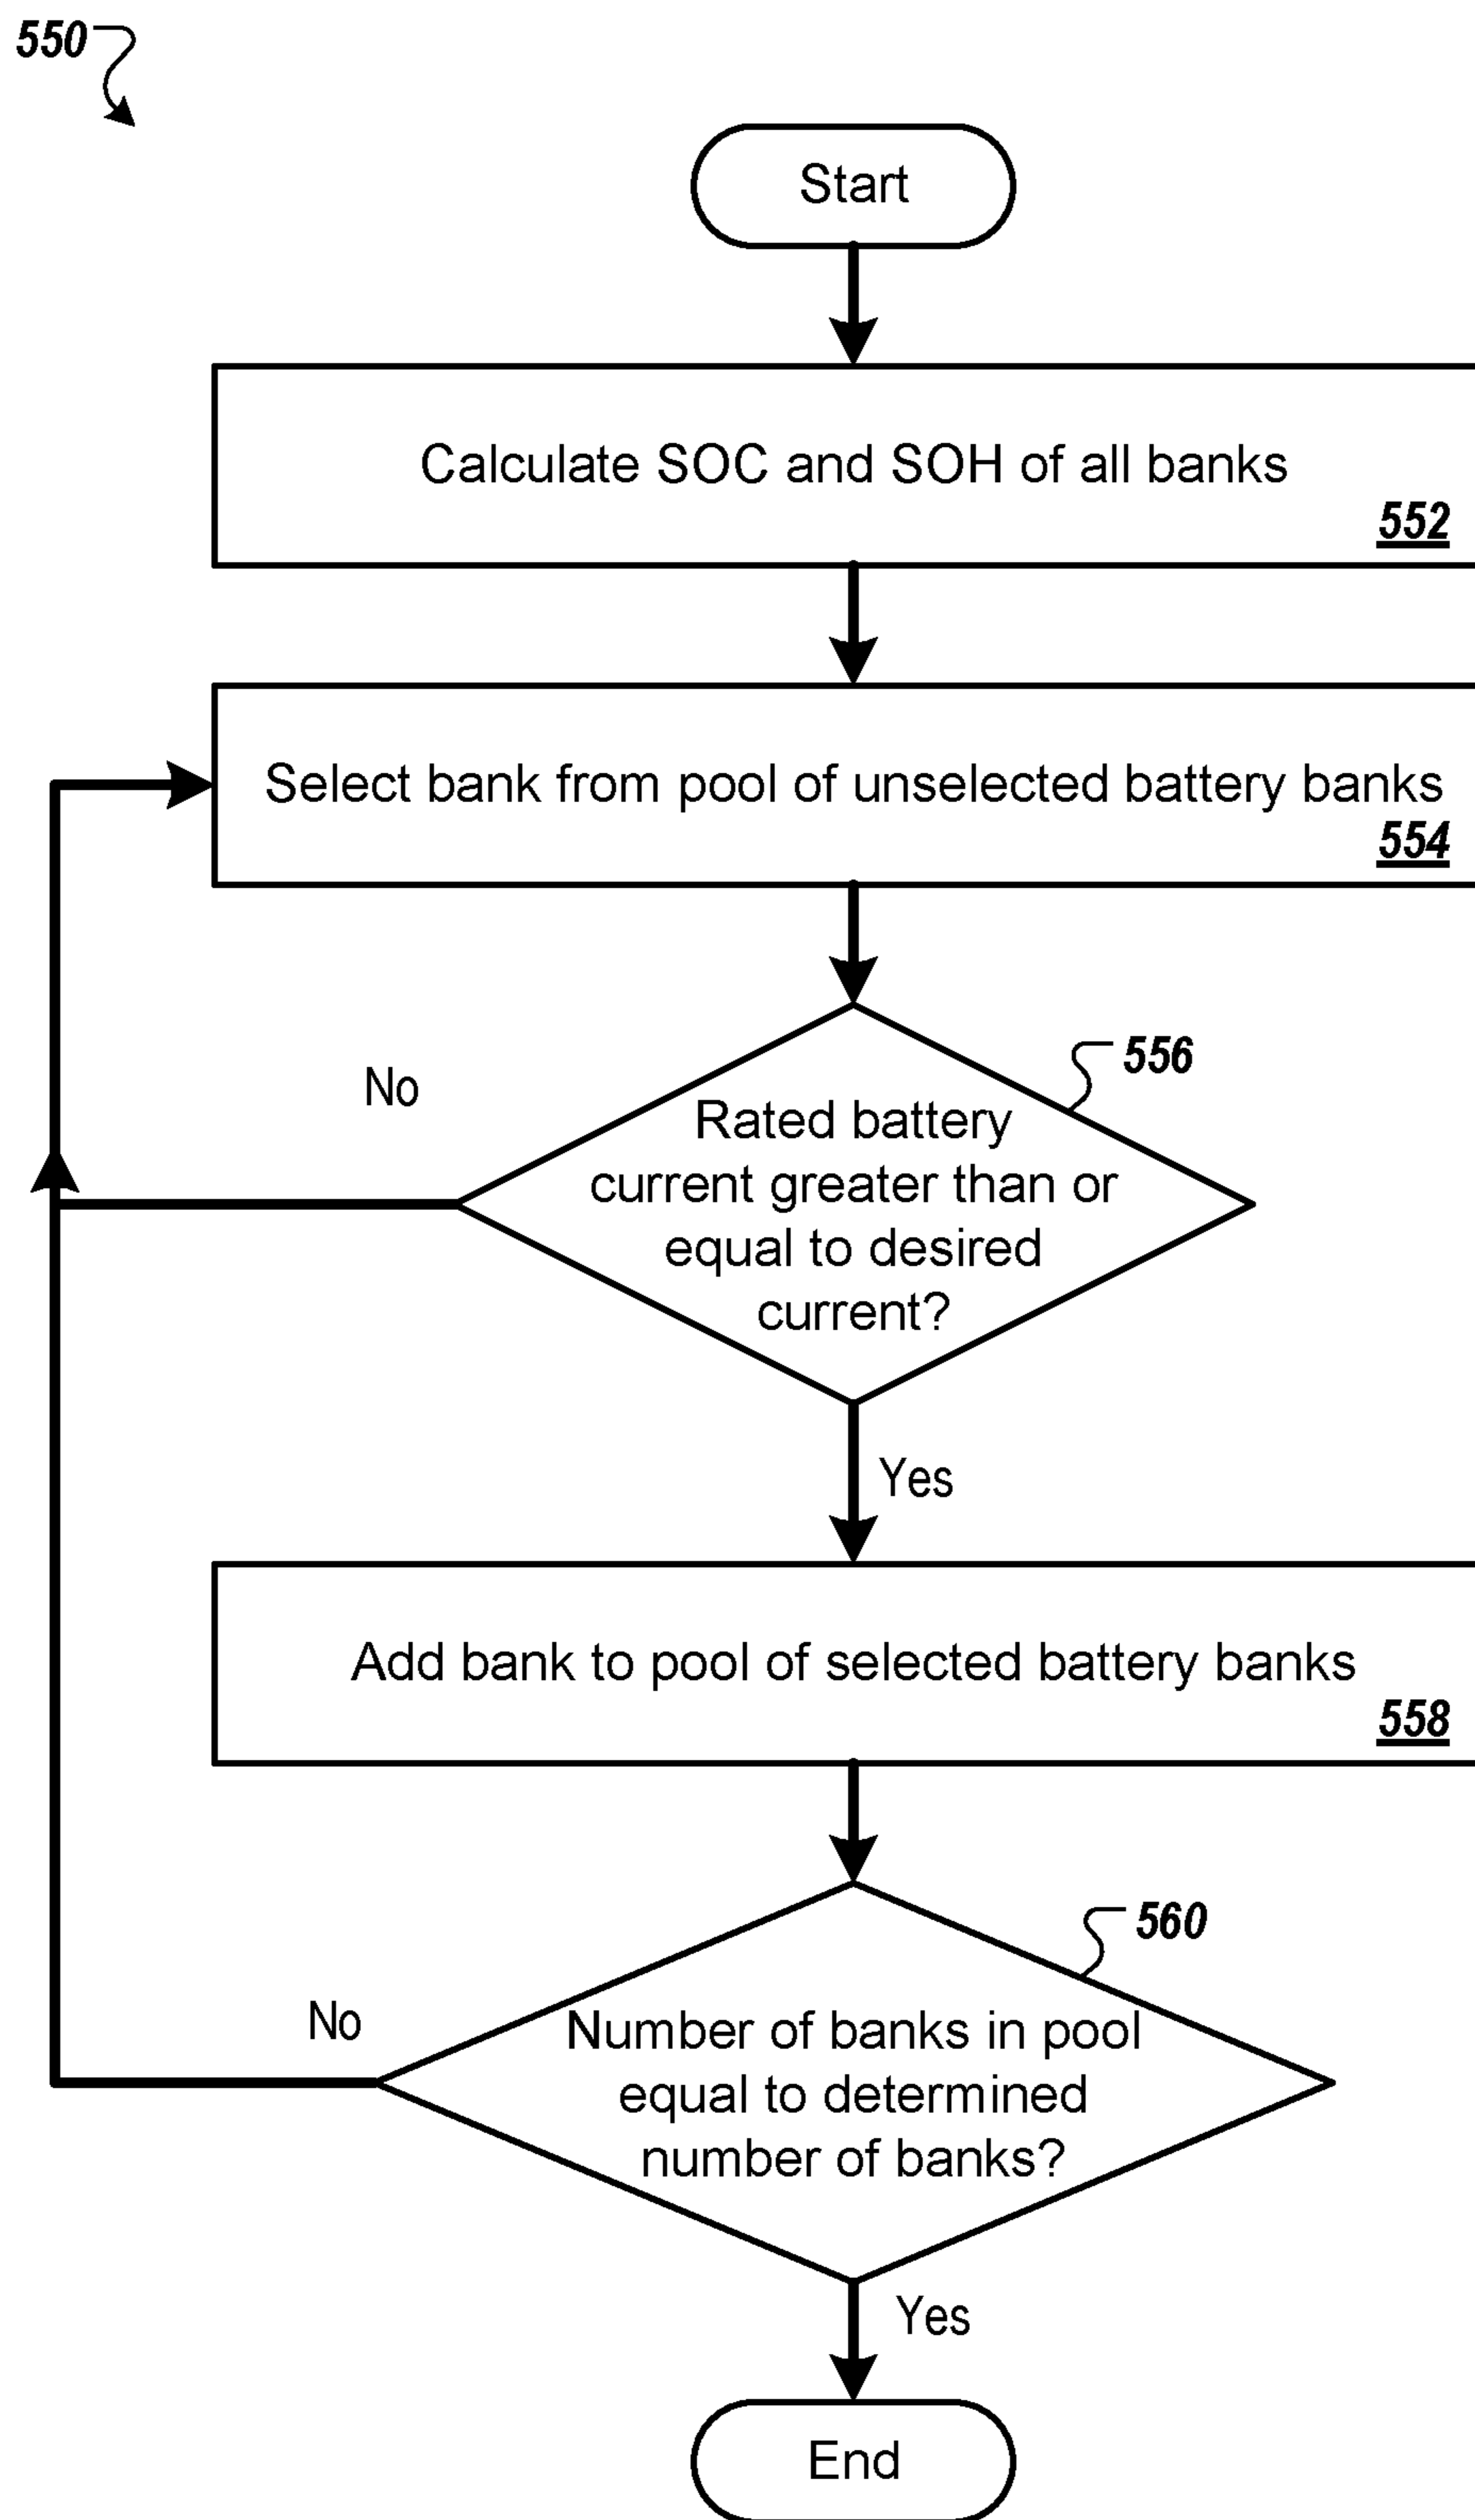 550
Start
Calculate SOC and SOH of all banks
552
Select bank from pool of unselected battery banks
554
556
No
Rated battery
current greater than or
equal to desired
current?
Yes
Add bank to pool of selected battery banks
558
560
No
Number of banks in pool
equal to determined
number of banks?
Yes
End